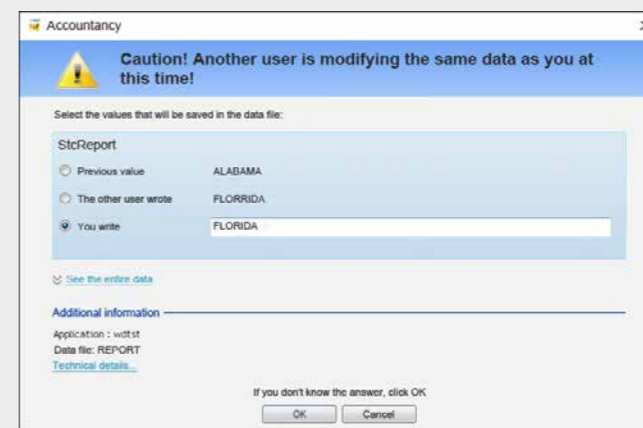 Accountancy
Caution! Another user is modifying the same data as you at
this time!
Select the values that will be saved in the data file:
StcReport
Previous value ALABAMA
The other user wrote FLORRIDA
You write FLORIDA
See the entire data
Additional information
Application : wdtst
Data file: REPORT
Technical details...
If you don't know the answer, click OK
OK Cancel